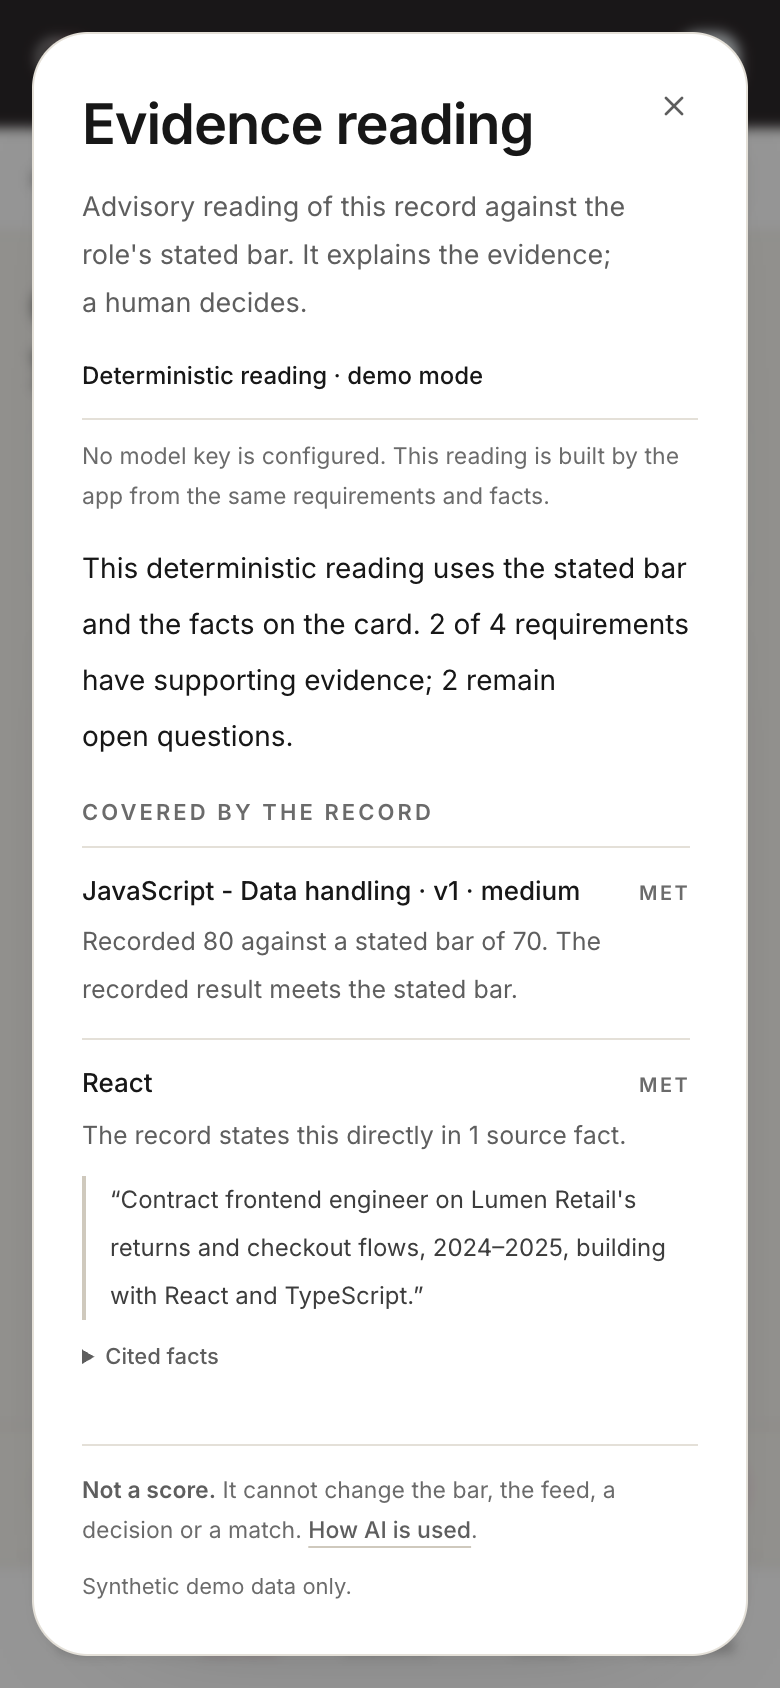 Evidence reading
Advisory reading of this record against the
role's stated bar. It explains the evidence;
a human decides.
Deterministic reading · demo mode
No model key is configured. This reading is built by the
app from the same requirements and facts.
This deterministic reading uses the stated bar
and the facts on the card. 2 of 4 requirements
have supporting evidence; 2 remain
open questions.
COVERED BY THE RECORD
JavaScript - Data handling · v1 · medium MET
Recorded 80 against a stated bar of 70. The
recorded result meets the stated bar.
React MET
The record states this directly in 1 source fact.
“Contract frontend engineer on Lumen Retail's
returns and checkout flows, 2024–2025, building
with React and TypeScript.”
Cited facts
Not a score. It cannot change the bar, the feed, a
decision or a match. How AI is used.
Synthetic demo data only.